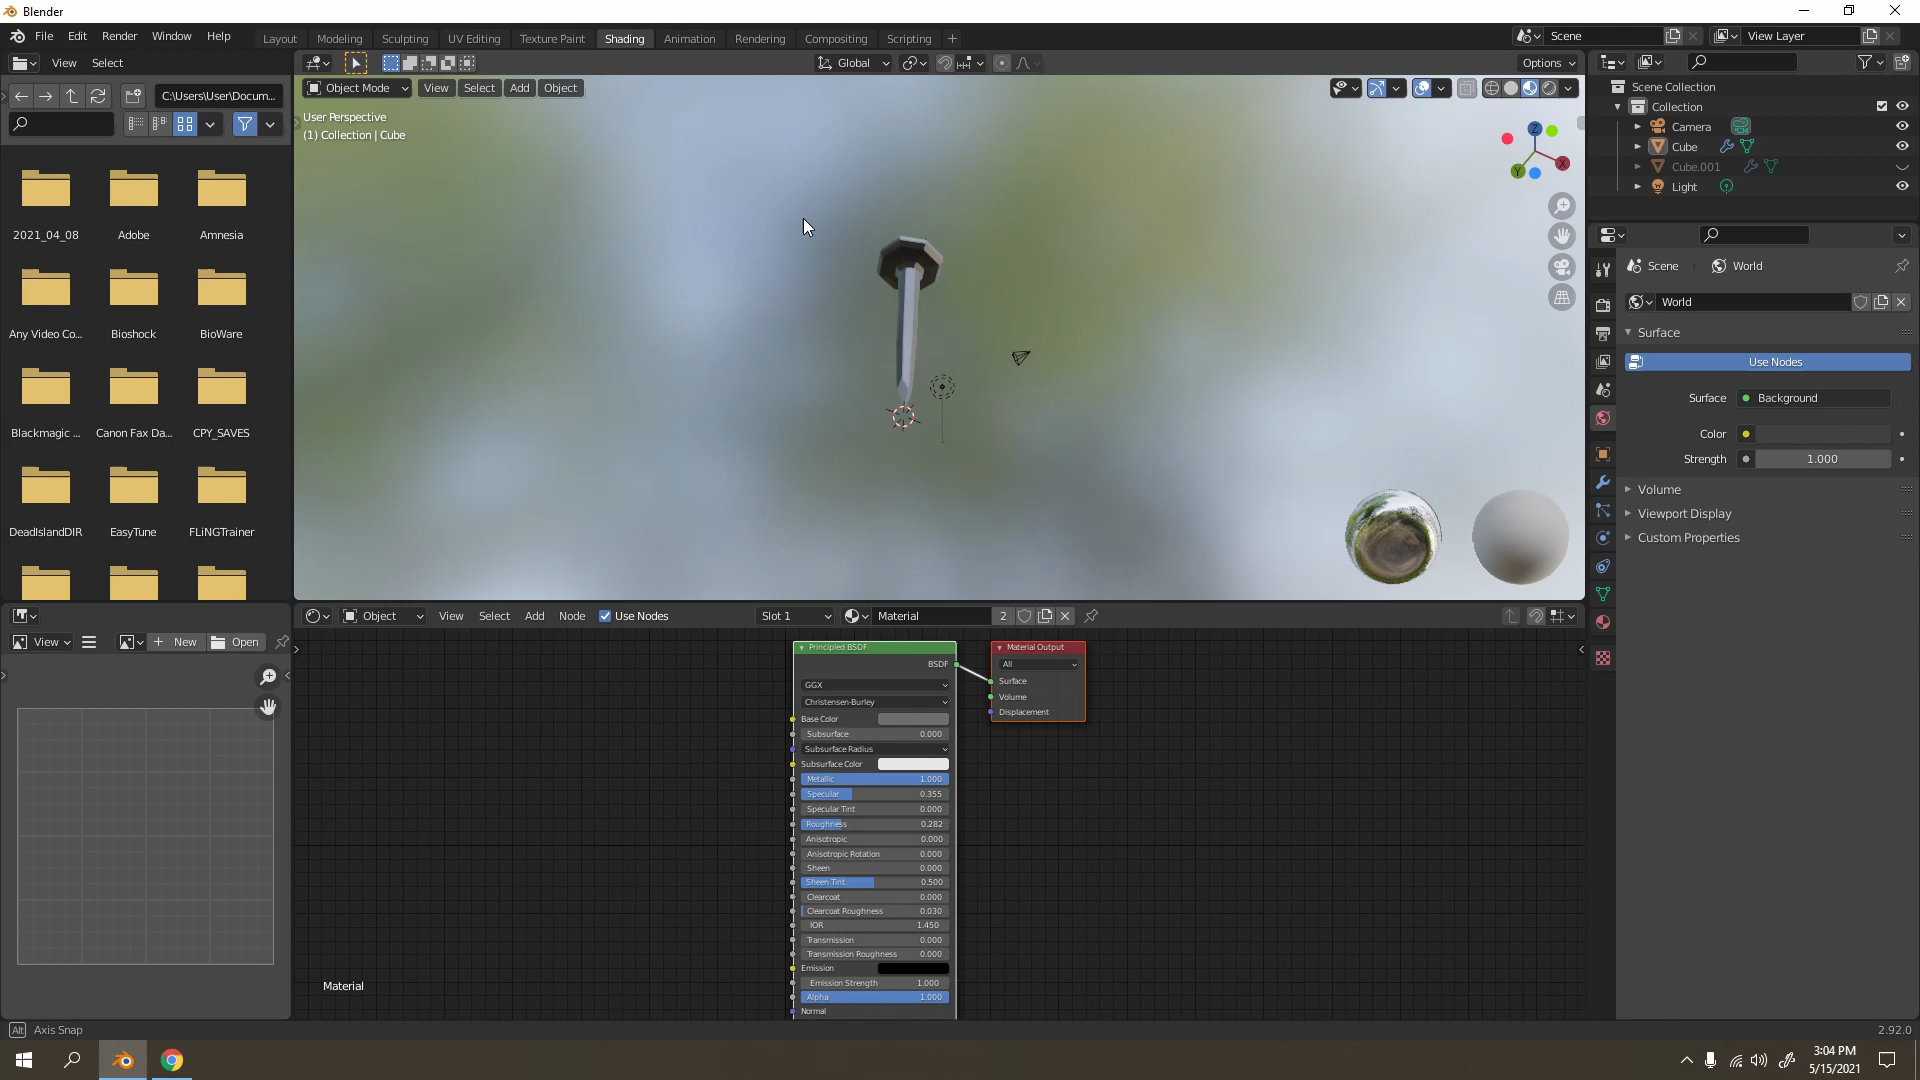 Blender
File Edit Render Window Help Layout Modeling Sculpting UV Editing Texture Paint Shading Animation Rendering Compositing Scripting + Scene View Layer
View Select Global Options
C:\Users\User\Docum...
Object Mode View Select Add Object
User Perspective
(1) Collection | Cube
Z
X
Y
2021_04_08 Adobe Amnesia
Any Video Co... Bioshock BioWare
Blackmagic ... Canon Fax Da... CPY_SAVES
DeadIslandDIR EasyTune FLiNGTrainer
Scene Collection
Collection
Camera
Cube
Cube.001
Light
Scene World
World
Surface
Use Nodes
Surface Background
Color
Strength 1.000
Volume
Viewport Display
Custom Properties
View + New Open
Object View Select Add Node Use Nodes Slot 1 Material 2
Principled BSDF
BSDF
GGX
Christensen-Burley
Base Color
Subsurface 0.000
Subsurface Radius
Subsurface Color
Metallic 1.000
Specular 0.355
Specular Tint 0.000
Roughness 0.282
Anisotropic 0.000
Anisotropic Rotation 0.000
Sheen 0.000
Sheen Tint 0.500
Clearcoat 0.000
Clearcoat Roughness 0.030
IOR 1.450
Transmission 0.000
Transmission Roughness 0.000
Emission
Emission Strength 1.000
Alpha 1.000
Normal
Material Output
All
Surface
Volume
Displacement
Material
Alt Axis Snap 2.92.0
3:04 PM
5/15/2021